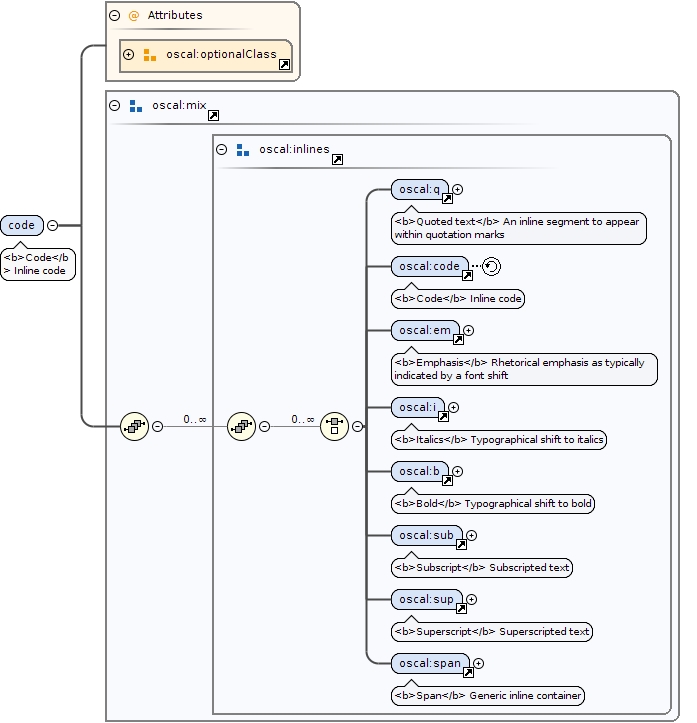 Attributes
oscal:optionalClass
oscal:mix
oscal:inlines
code
<b>Code</b
> Inline code
0..∞
0..∞
oscal:q
<b>Quoted text</b> An inline segment to appear
within quotation marks
oscal:code
<b>Code</b> Inline code
oscal:em
<b>Emphasis</b> Rhetorical emphasis as typically
indicated by a font shift
oscal:i
<b>Italics</b> Typographical shift to italics
oscal:b
<b>Bold</b> Typographical shift to bold
oscal:sub
<b>Subscript</b> Subscripted text
oscal:sup
<b>Superscript</b> Superscripted text
oscal:span
<b>Span</b> Generic inline container